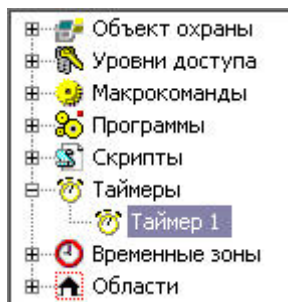 Объект охраны
Уровни доступа
Макрокоманды
Программы
Скрипты
Таймеры
Таймер 1
Временные зоны
Области